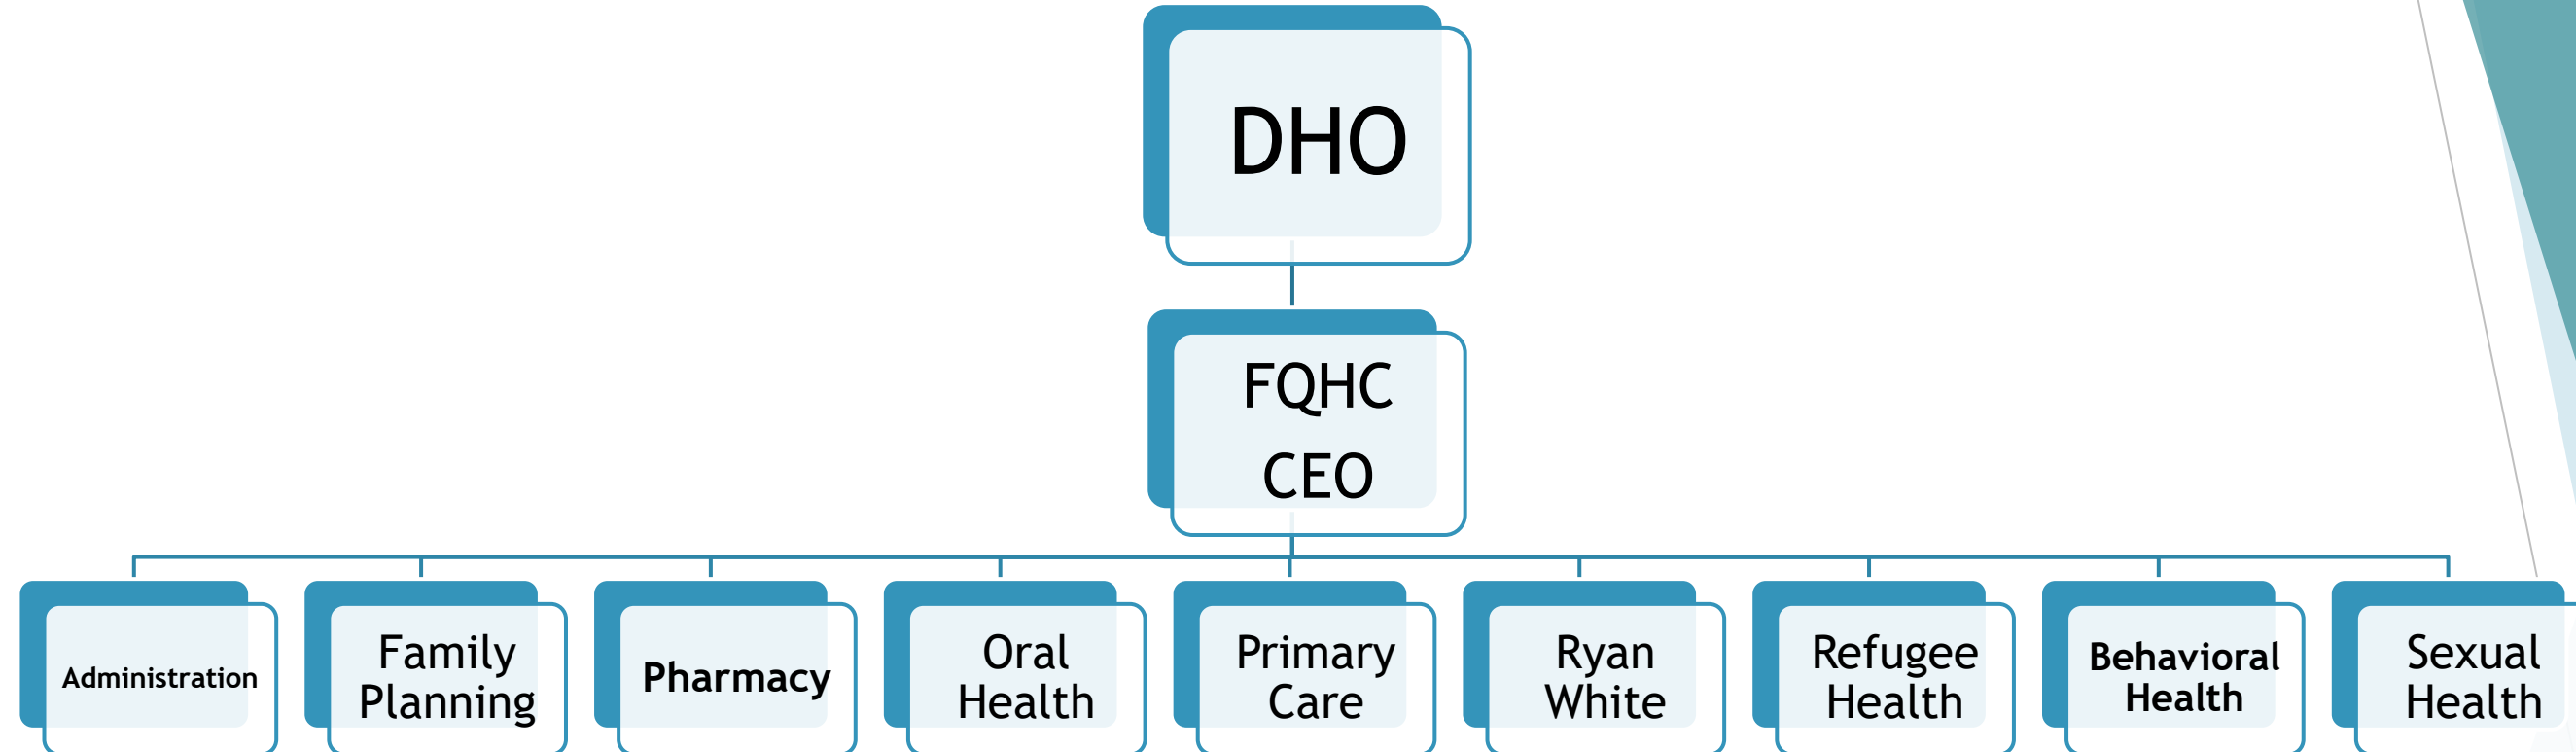 DHO
FQHC
CEO
Administration
Family
Planning
Pharmacy
Oral
Health
Primary
Care
Ryan
White
Refugee
Health
Behavioral
Health
Sexual
Health